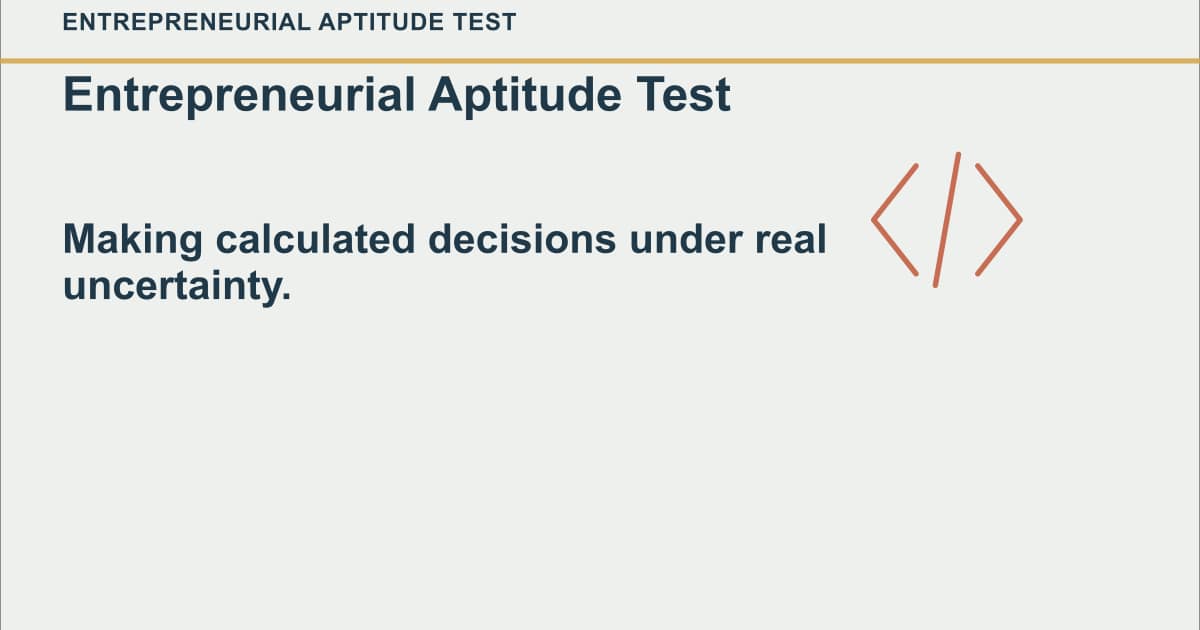 ENTREPRENEURIAL APTITUDE TEST
Entrepreneurial Aptitude Test
Making calculated decisions under real
uncertainty.